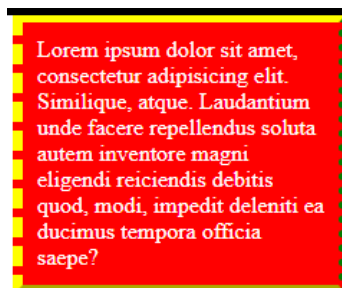 Lorem ipsum dolor sit amet,
consectetur adipisicing elit.
Similique, atque. Laudantium
unde facere repellendus soluta
autem inventore magni
eligendi reiciendis debitis
quod, modi, impedit deleniti ea
ducimus tempora officia
saepe?